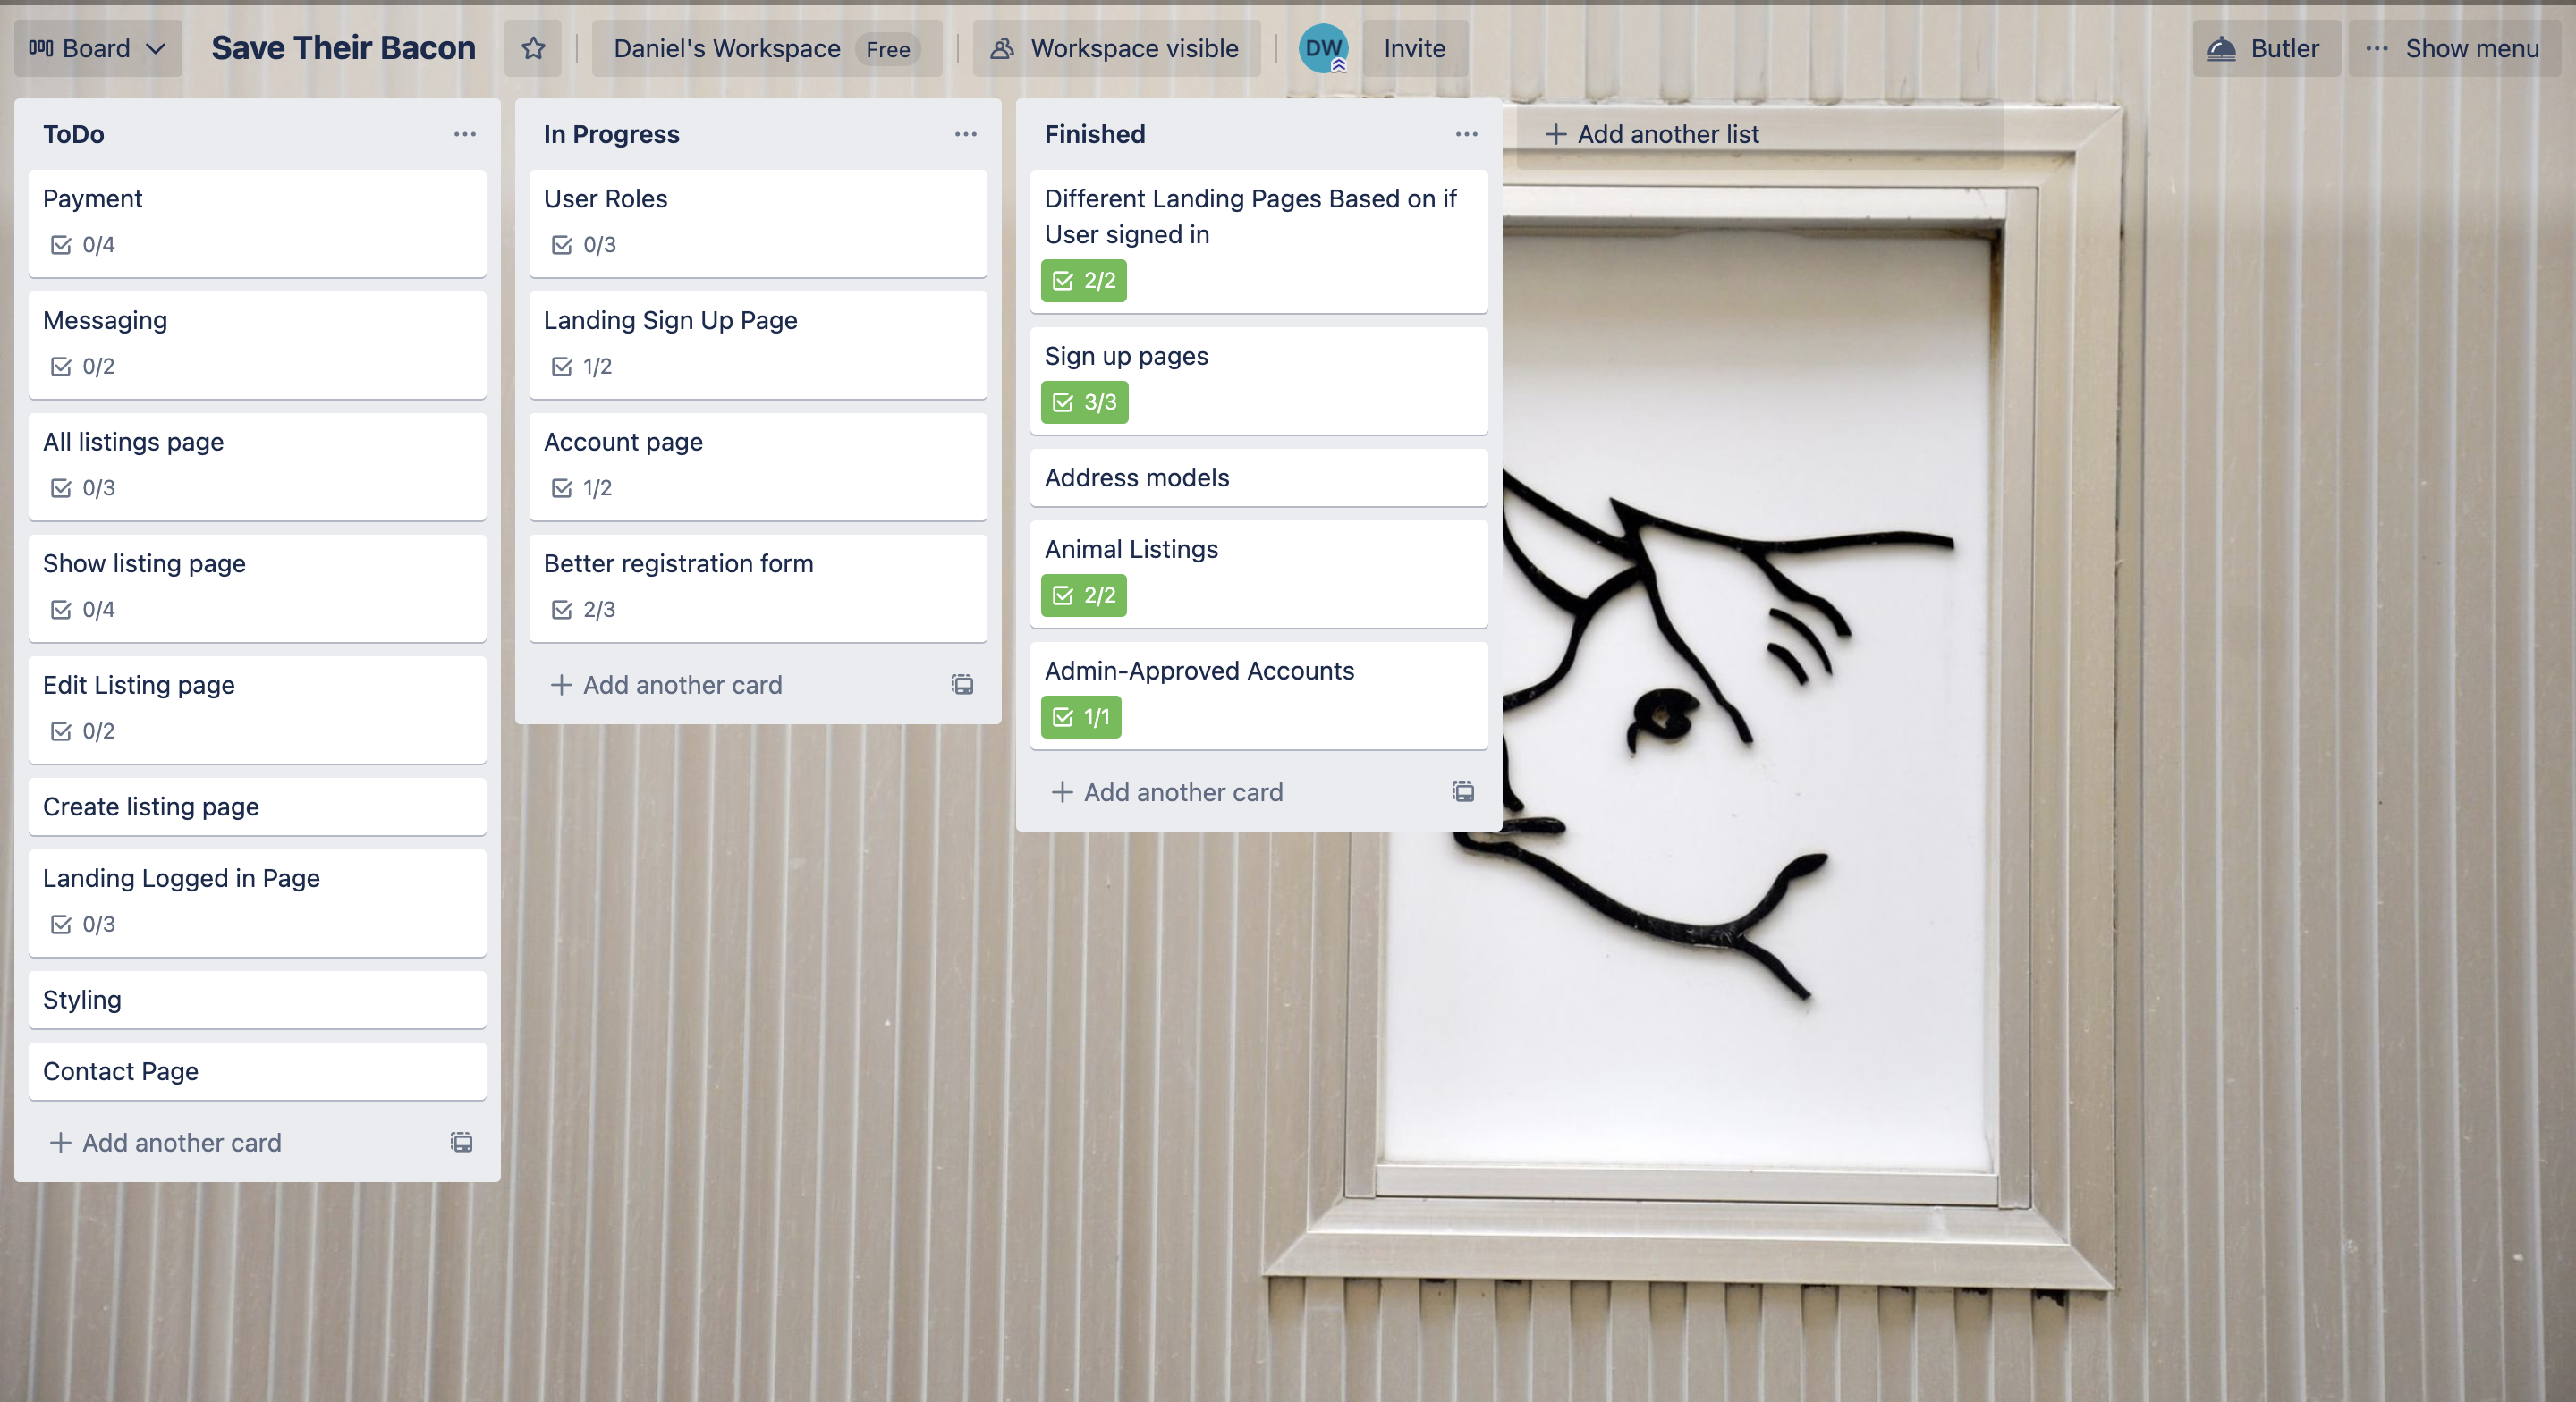 Board
Save Their Bacon
Daniel's Workspace Free
Workspace visible
DW
Invite
Butler
Show menu
ToDo
Payment
0/4
Messaging
0/2
All listings page
0/3
Show listing page
0/4
Edit Listing page
0/2
Create listing page
Landing Logged in Page
0/3
Styling
Contact Page
Add another card
In Progress
User Roles
0/3
Landing Sign Up Page
1/2
Account page
1/2
Better registration form
2/3
Add another card
Finished
Different Landing Pages Based on if
User signed in
2/2
Sign up pages
3/3
Address models
Animal Listings
2/2
Admin-Approved Accounts
1/1
Add another card
Add another list